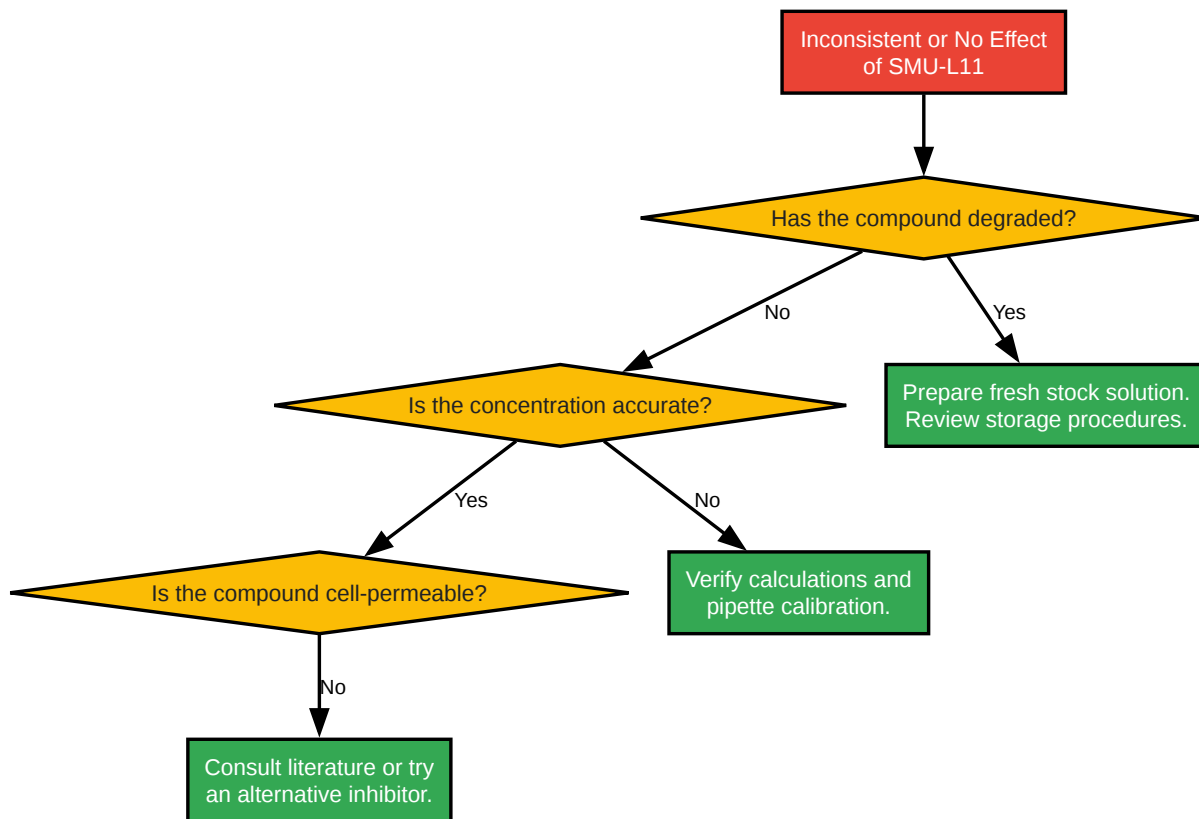 Inconsistent or No Effect
of SMU-L11
Has the compound degraded?
No
Yes
Is the concentration accurate?
Prepare fresh stock solution.
Review storage procedures.
Yes
No
Is the compound cell-permeable?
Verify calculations and
pipette calibration.
No
Consult literature or try
an alternative inhibitor.